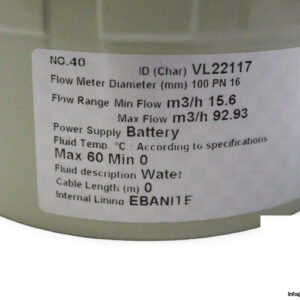 NO.40
ID (Char) VL22117
Flow Meter Diameter (mm) 100 PN 16
Flow Range Min Flow m3/h 15.6
Max Flow m3/h 92.93
Power Supply Battery
Fluid Temp. °C : According to specifications
Max 60 Min 0
Fluid description Water
Cable Length (m) 0
Internal Lining EBANITE